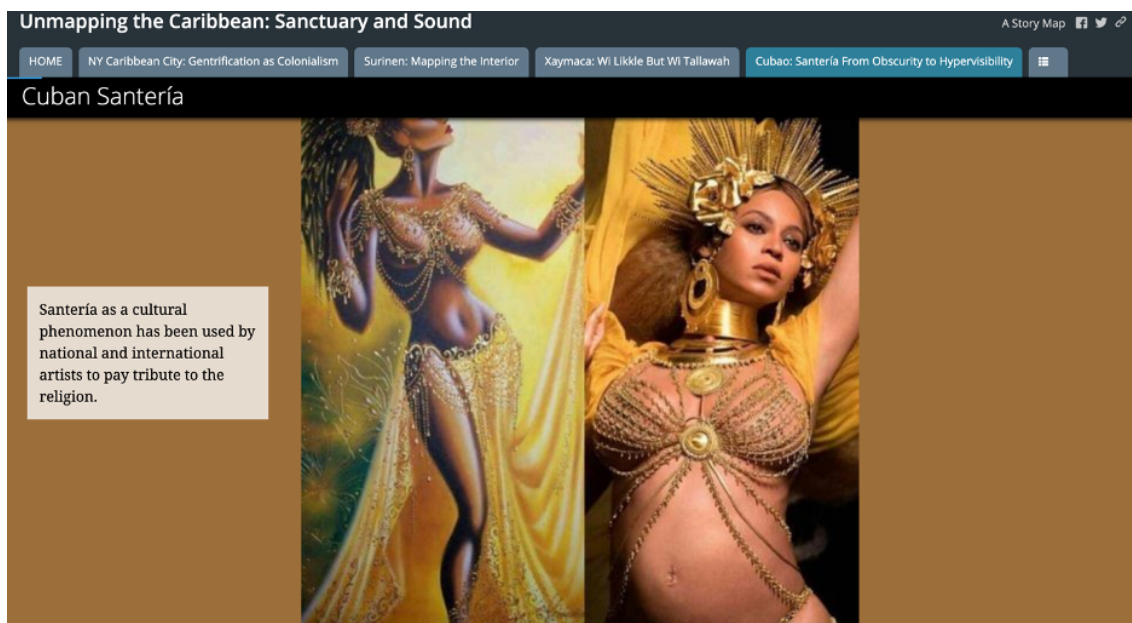 Unmapping the Caribbean: Sanctuary and Sound
A Story Map
HOME
NY Caribbean City: Gentrification as Colonialism
Surinen: Mapping the Interior
Xaymaca: Wi Likkle But Wi Tallawah
Cubao: Santería From Obscurity to Hypervisibility
Cuban Santería
Santería as a cultural
phenomenon has been used by
national and international
artists to pay tribute to the
religion.